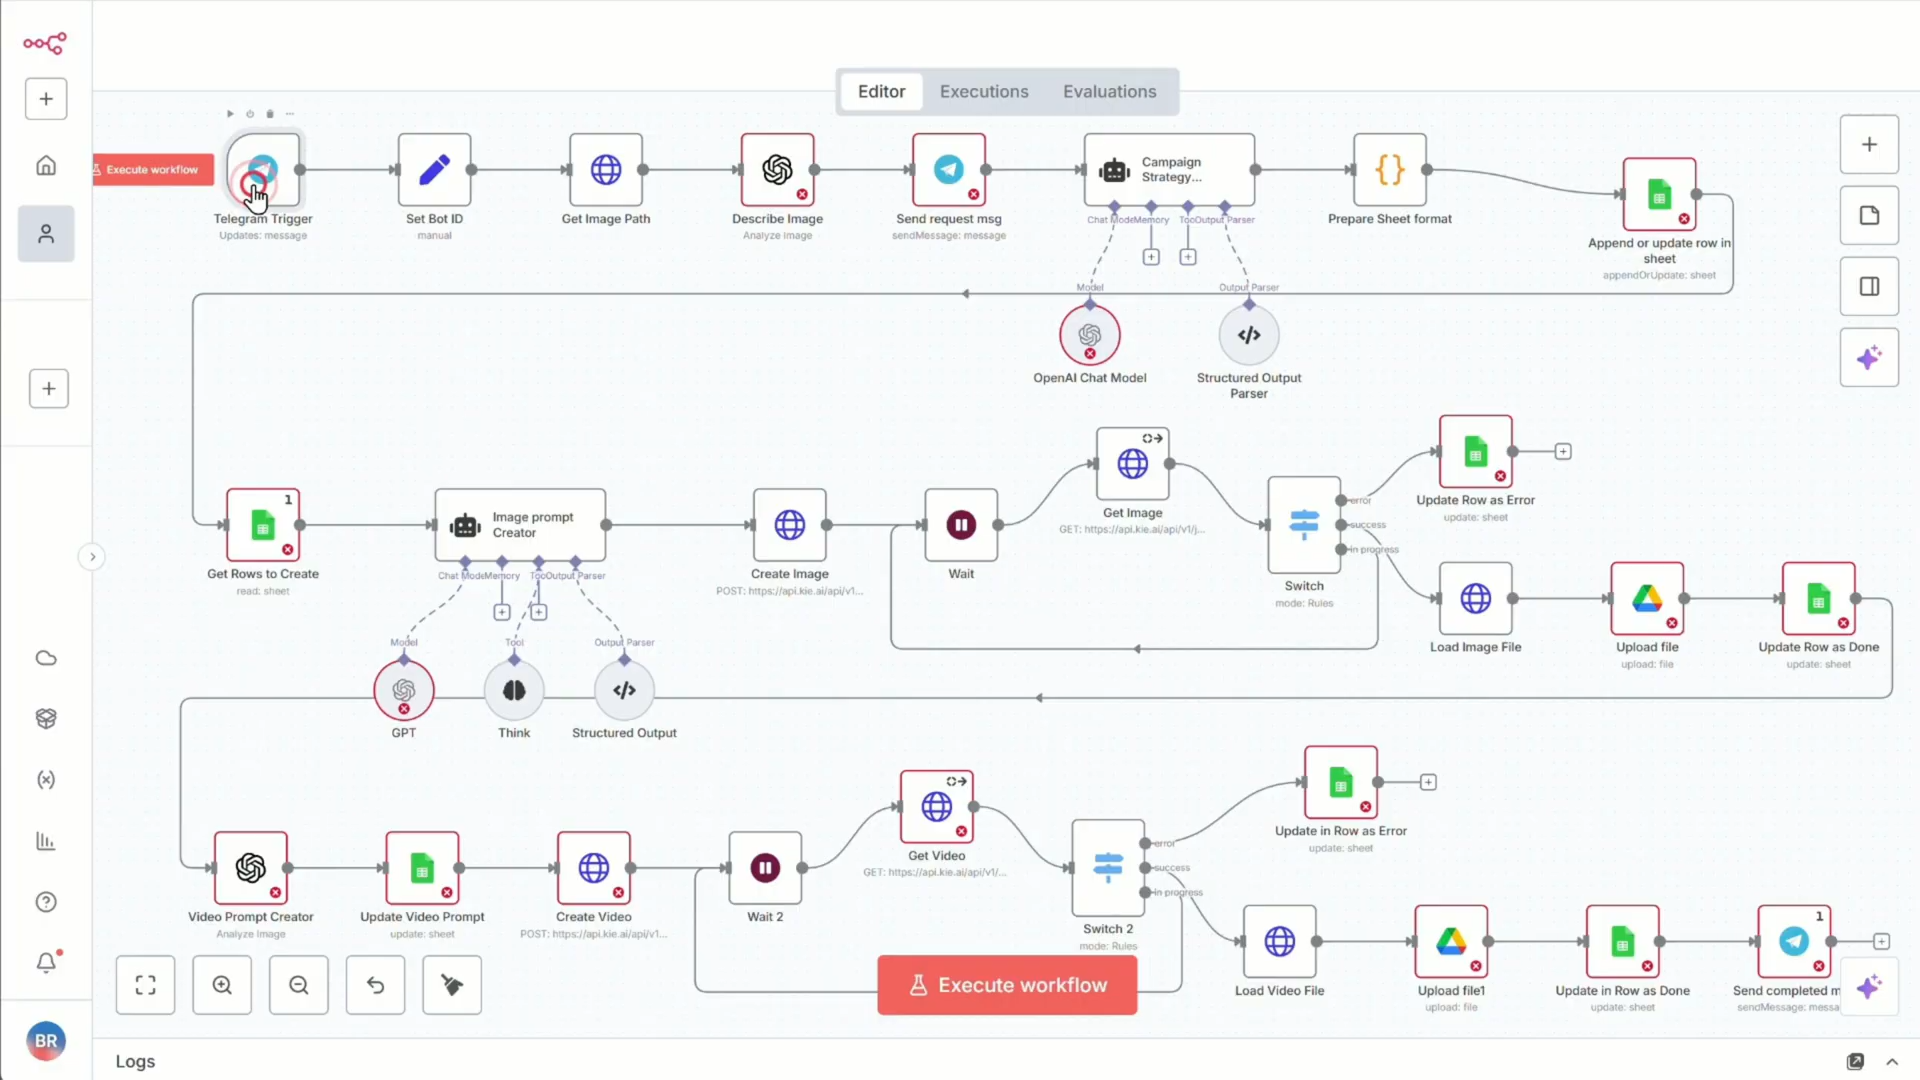 Editor
Executions
Evaluations
Execute workflow
Telegram Trigger
Updates: message
Set Bot ID
manual
Get Image Path
Describe Image
Analyze Image
Send request msg
sendMessage: message
Campaign
Strategy...
Chat Mode
Memory
Too
Output Parser
Prepare Sheet format
Append or update row in
sheet
appendOrUpdate: sheet
Model
Output Parser
OpenAI Chat Model
Structured Output
Parser
1
Get Rows to Create
read: sheet
Image prompt
Creator
Chat Mode
Memory
Too
Output Parser
Model
Tool
Output Parser
GPT
Think
Structured Output
Create Image
POST: https://api.kie.ai/api/v1...
Wait
Get Image
GET: https://api.kie.ai/api/v1/j...
error
success
in progress
Switch
mode: Rules
Update Row as Error
update: sheet
Load Image File
Upload file
upload: file
Update Row as Done
update: sheet
Video Prompt Creator
Analyze Image
Update Video Prompt
update: sheet
Create Video
POST: https://api.kie.ai/api/v1...
Wait 2
Get Video
GET: https://api.kie.ai/api/v1/...
error
success
in progress
Switch 2
mode: Rules
Update in Row as Error
update: sheet
Load Video File
Upload file1
upload: file
Update in Row as Done
update: sheet
1
Send completed m
sendMessage: messa
Execute workflow
BR
Logs